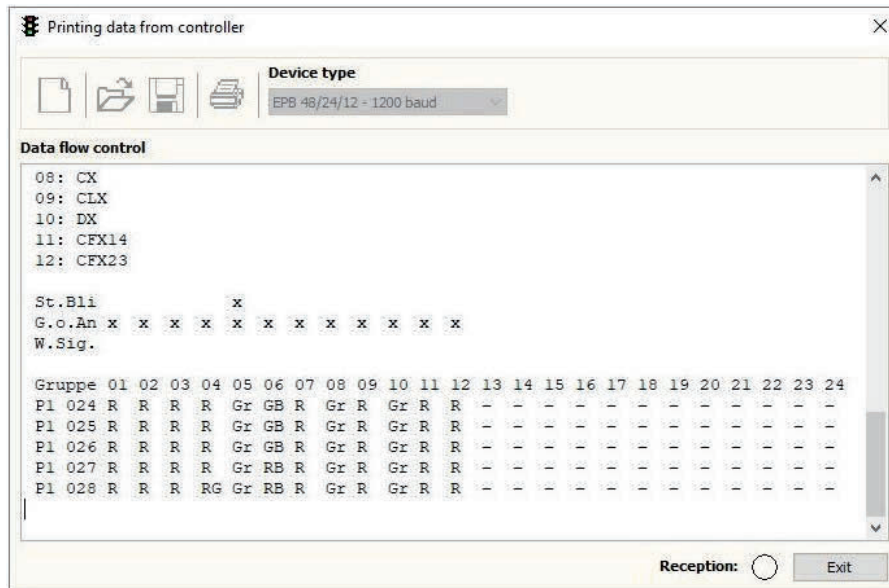 Printing data from controller
Device type
EPB 48/24/12 - 1200 baud
Data flow control
08: CX
09: CLX
10: DX
11: CFX14
12: CFX23
St.Bli x
G.o.An x x x x x x x x x x x x
W.Sig.
Gruppe 01 02 03 04 05 06 07 08 09 10 11 12 13 14 15 16 17 18 19 20 21 22 23 24
P1 024 R R R R Gr GB R Gr R Gr R R - - - - - - - - - - - -
P1 025 R R R R Gr GB R Gr R Gr R R - - - - - - - - - - - -
P1 026 R R R R Gr GB R Gr R Gr R R - - - - - - - - - - - -
P1 027 R R R R Gr RB R Gr R Gr R R - - - - - - - - - - - -
P1 028 R R R RG Gr RB R Gr R Gr R R - - - - - - - - - - - -
Reception: Exit